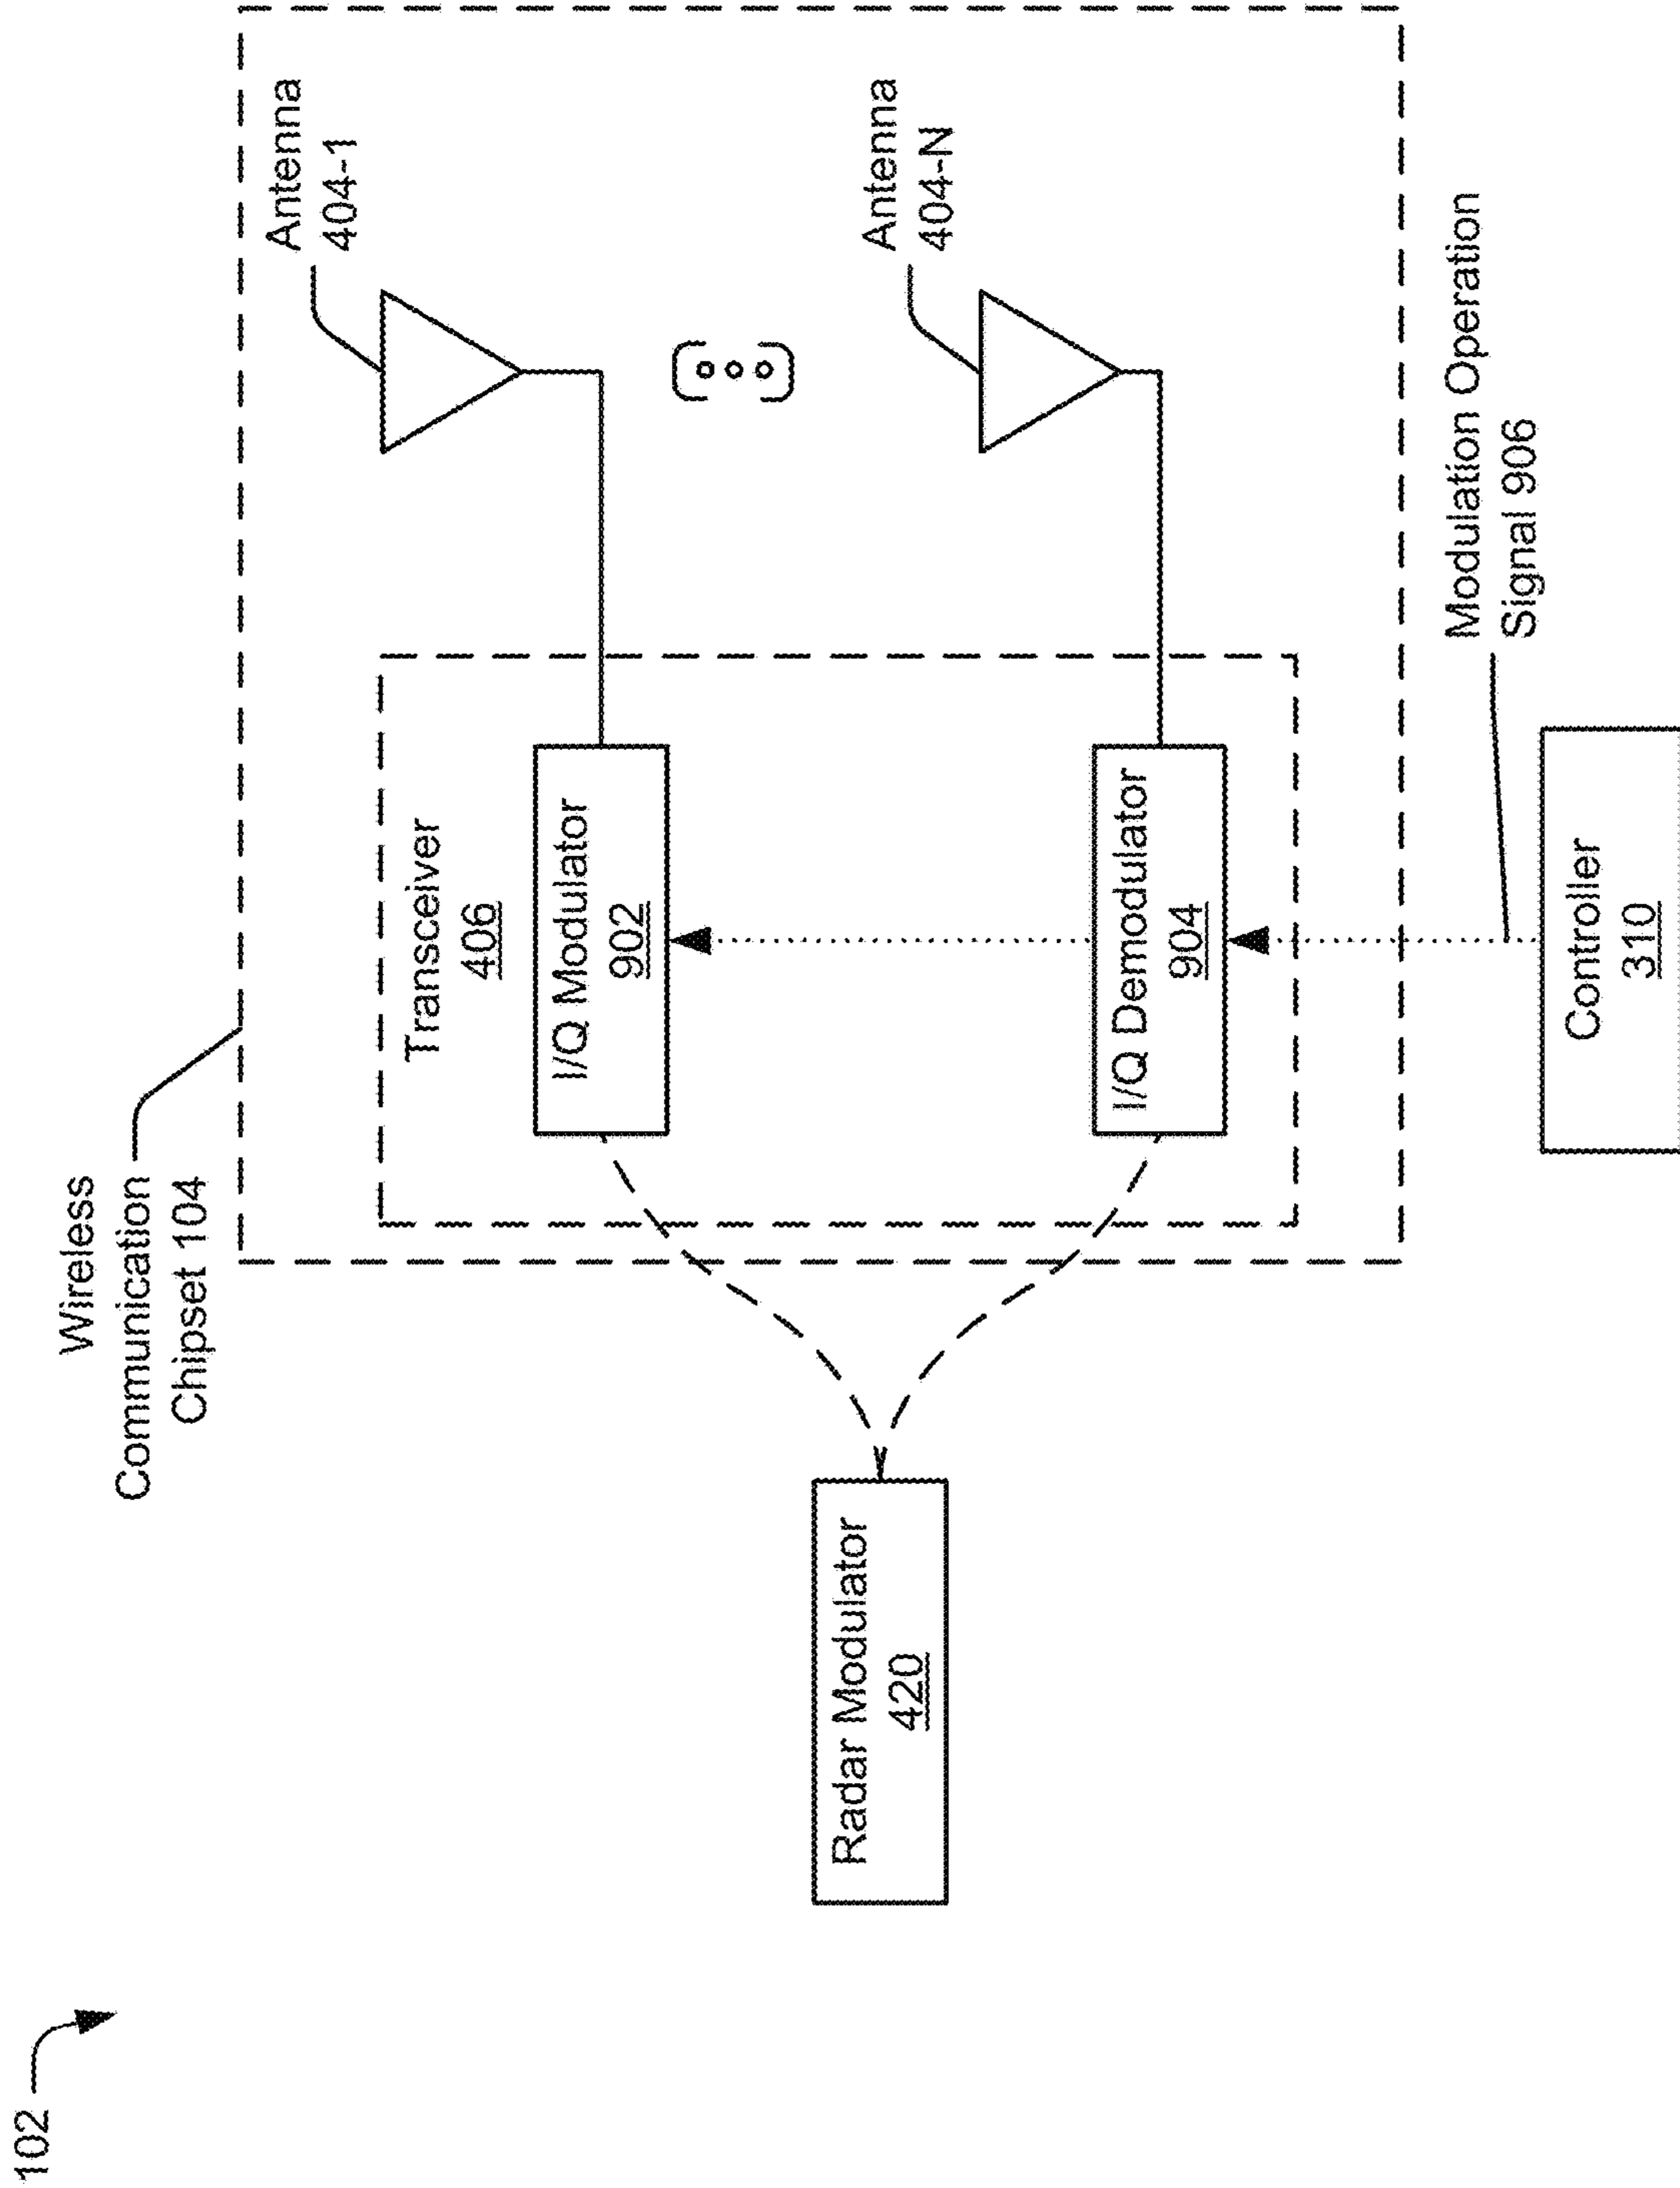 102
Wireless
Communication
Chipset 104
Antenna
404-1
Transceiver
406
I/Q Modulator
902
Radar Modulator
420
Antenna
404-N
I/Q Demodulator
904
Modulation Operation
Signal 906
Controller
310